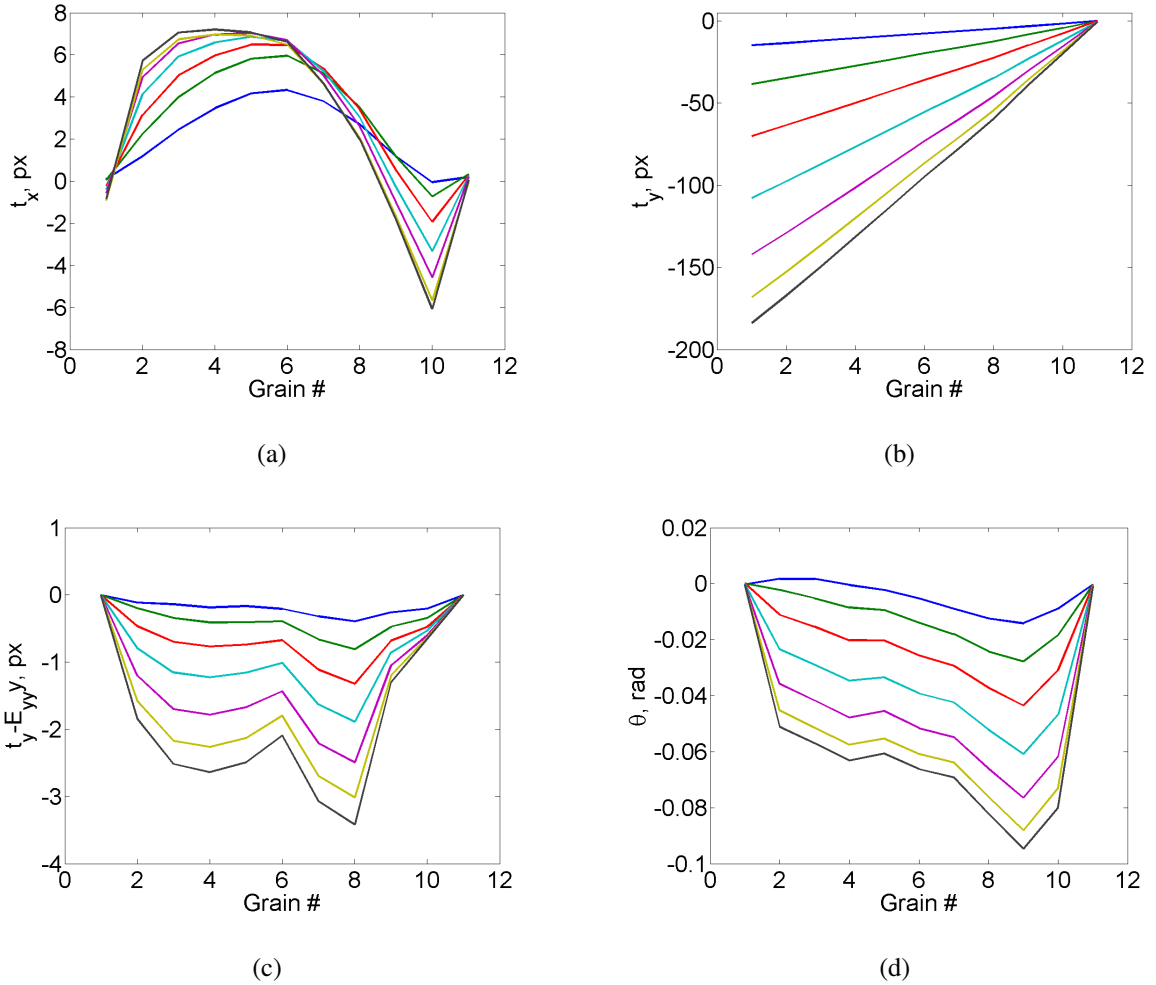 8
6
4
2
0
-2
-4
-6
-8
t_x, px
0 2 4 6 8 10 12
Grain #
(a)
0
-50
-100
-150
-200
t_y, px
0 2 4 6 8 10 12
Grain #
(b)
1
0
-1
-2
-3
-4
t_y-E_yyy, px
0 2 4 6 8 10 12
Grain #
(c)
0.02
0
-0.02
-0.04
-0.06
-0.08
-0.1
θ, rad
0 2 4 6 8 10 12
Grain #
(d)